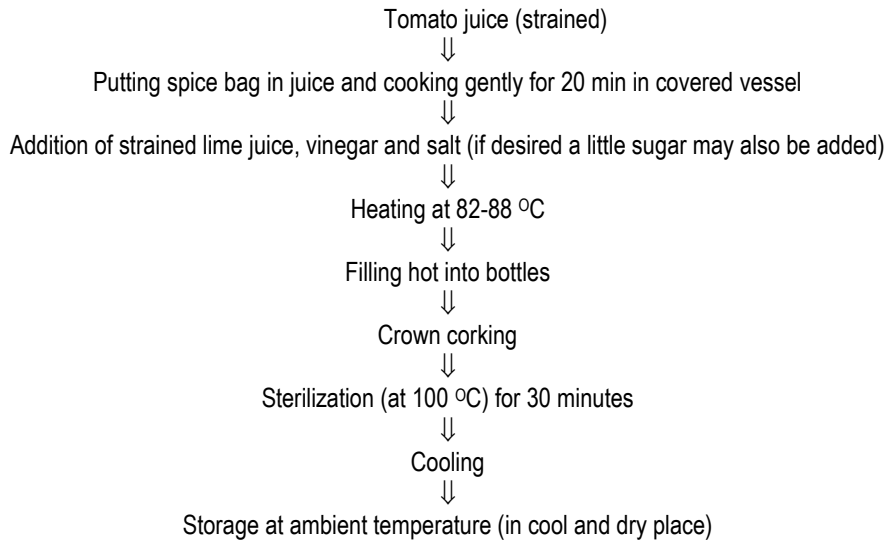 Tomato juice (strained)
⇓
Putting spice bag in juice and cooking gently for 20 min in covered vessel
⇓
Addition of strained lime juice, vinegar and salt (if desired a little sugar may also be added)
⇓
Heating at 82-88 ᴼC
⇓
Filling hot into bottles
⇓
Crown corking
⇓
Sterilization (at 100 ᴼC) for 30 minutes
⇓
Cooling
⇓
Storage at ambient temperature (in cool and dry place)